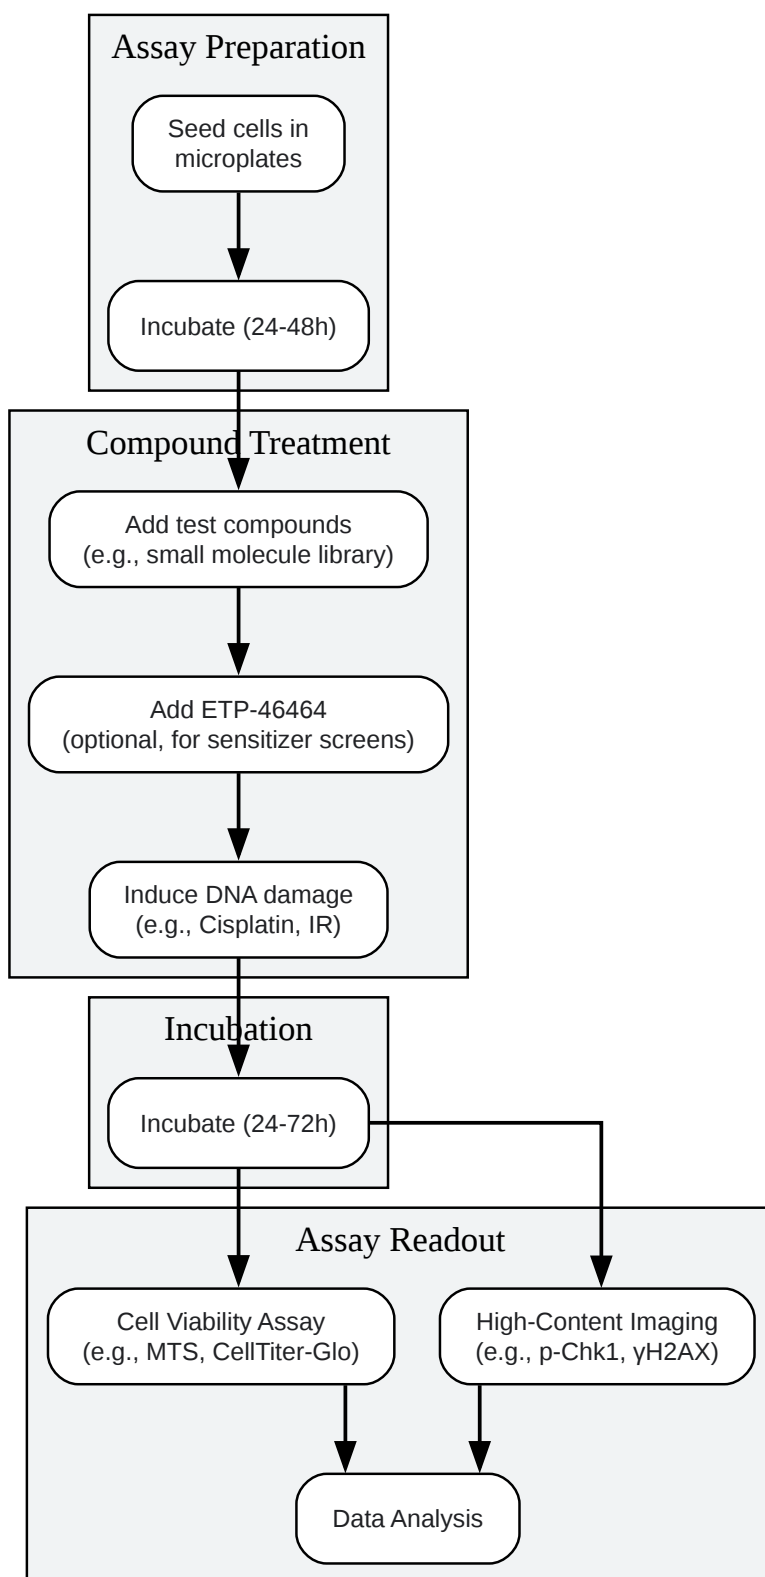 Assay Preparation
Seed cells in
microplates
Incubate (24-48h)
Compound Treatment
Add test compounds
(e.g., small molecule library)
Add ETP-46464
(optional, for sensitizer screens)
Induce DNA damage
(e.g., Cisplatin, IR)
Incubation
Incubate (24-72h)
Assay Readout
Cell Viability Assay
(e.g., MTS, CellTiter-Glo)
High-Content Imaging
(e.g., p-Chk1, γH2AX)
Data Analysis